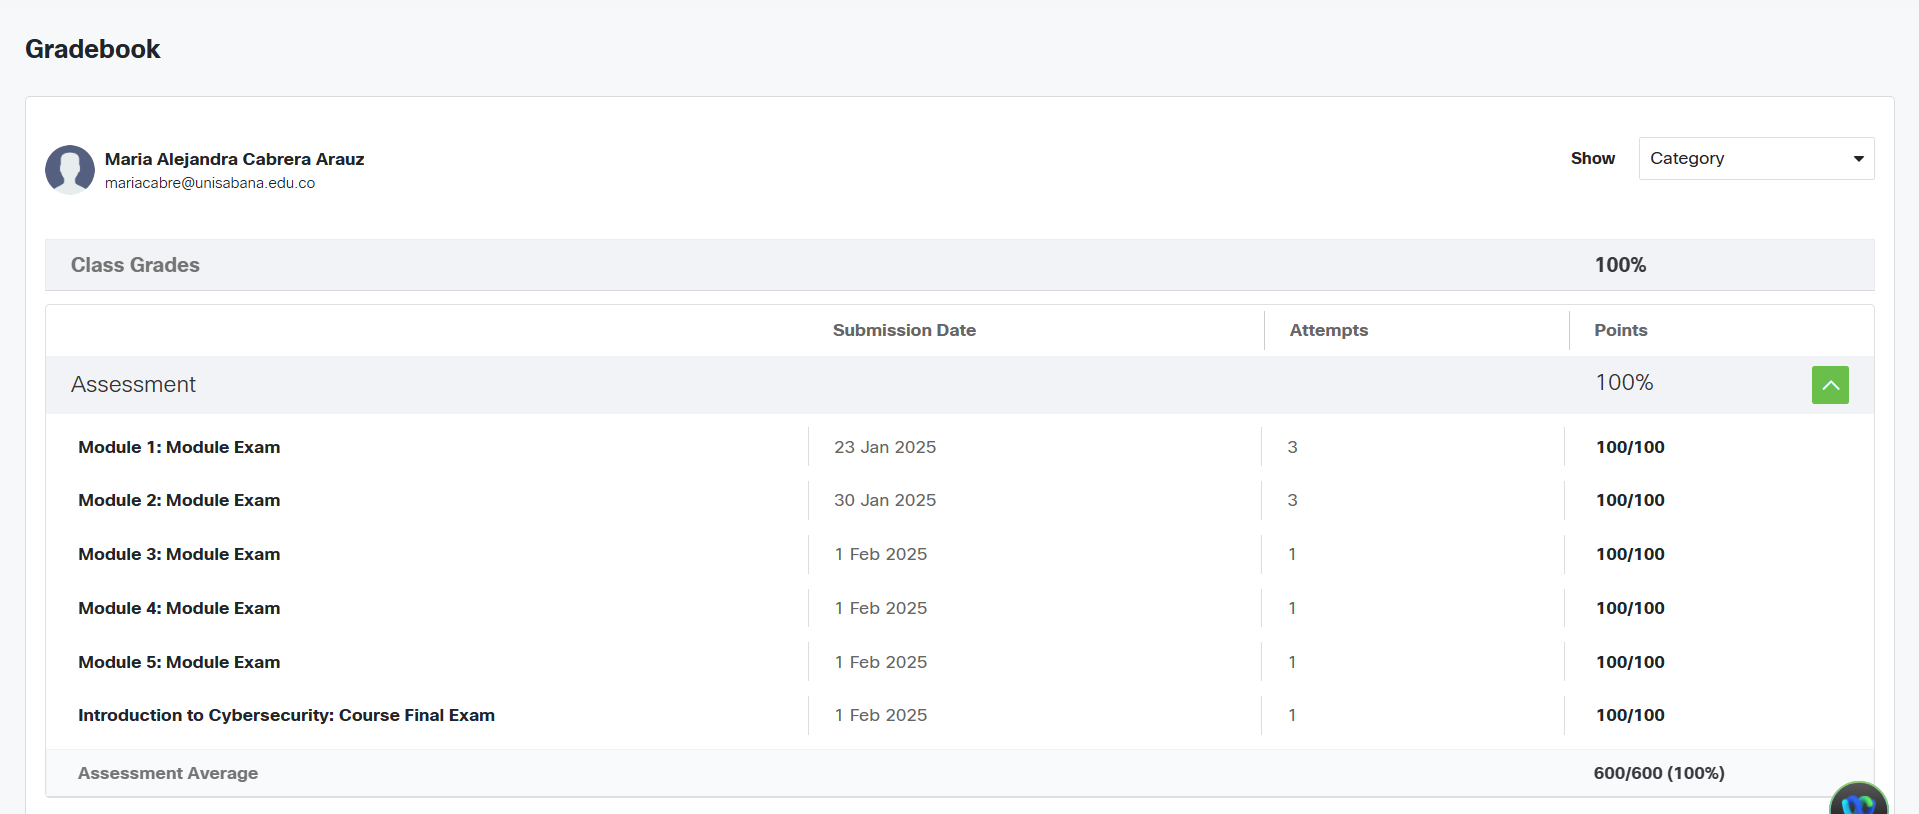 Gradebook
Maria Alejandra Cabrera Arauz
mariacabre@unisabana.edu.co
Show Category
Class Grades 100%
Submission Date Attempts Points
Assessment 100%
Module 1: Module Exam 23 Jan 2025 3 100/100
Module 2: Module Exam 30 Jan 2025 3 100/100
Module 3: Module Exam 1 Feb 2025 1 100/100
Module 4: Module Exam 1 Feb 2025 1 100/100
Module 5: Module Exam 1 Feb 2025 1 100/100
Introduction to Cybersecurity: Course Final Exam 1 Feb 2025 1 100/100
Assessment Average 600/600 (100%)